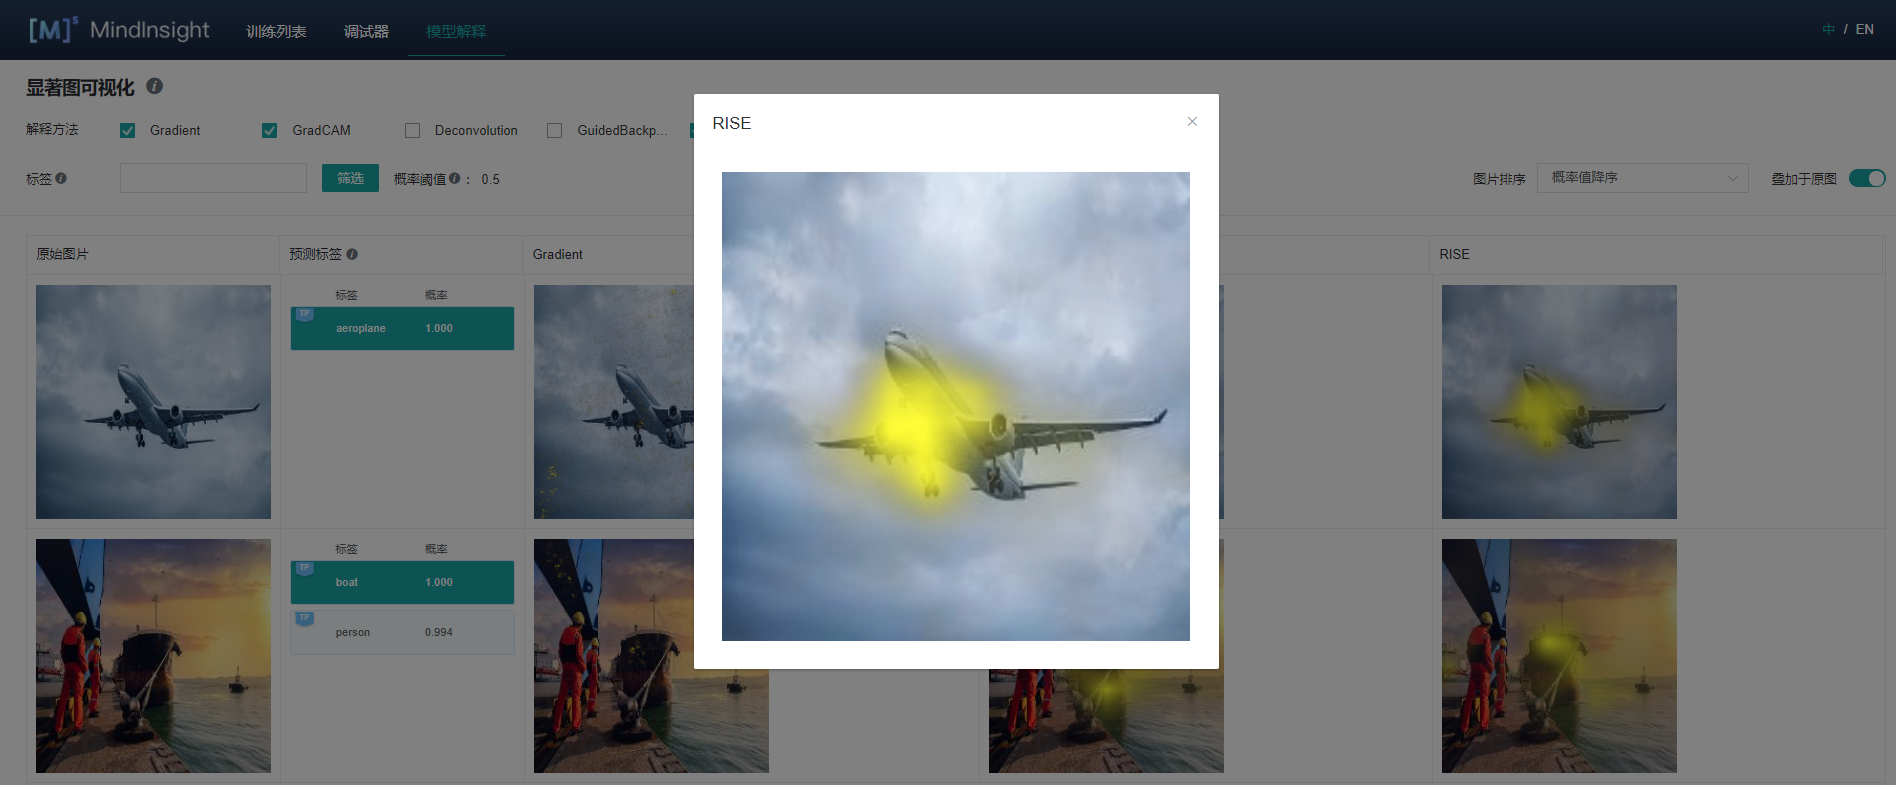 [M]s MindInsight 训练列表 调试器 模型解释 中 / EN
显著图可视化
解释方法 Gradient GradCAM Deconvolution GuidedBackp...
标签 筛选 概率阈值 : 0.5 图片排序 概率值降序 叠加于原图
原始图片 预测标签 Gradient RISE
标签 概率
TP
aeroplane 1.000
标签 概率
TP
boat 1.000
TP
person 0.994
RISE